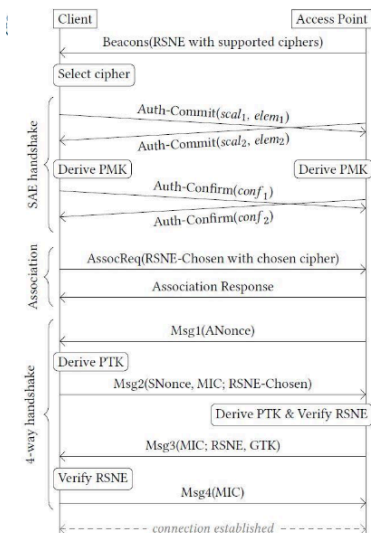 Client Access Point
Beacons(RSNE with supported ciphers)
Select cipher
Auth-Commit(scal1, elem1)
Auth-Commit(scal2, elem2)
Derive PMK Derive PMK
Auth-Confirm(conf1)
Auth-Confirm(conf2)
SAE handshake
AssocReq(RSNE-Chosen with chosen cipher)
Association Response
Association
Msg1(ANonce)
Derive PTK
Msg2(SNonce, MIC; RSNE-Chosen)
Derive PTK & Verify RSNE
Msg3(MIC; RSNE, GTK)
Verify RSNE
Msg4(MIC)
4-way handshake
connection established